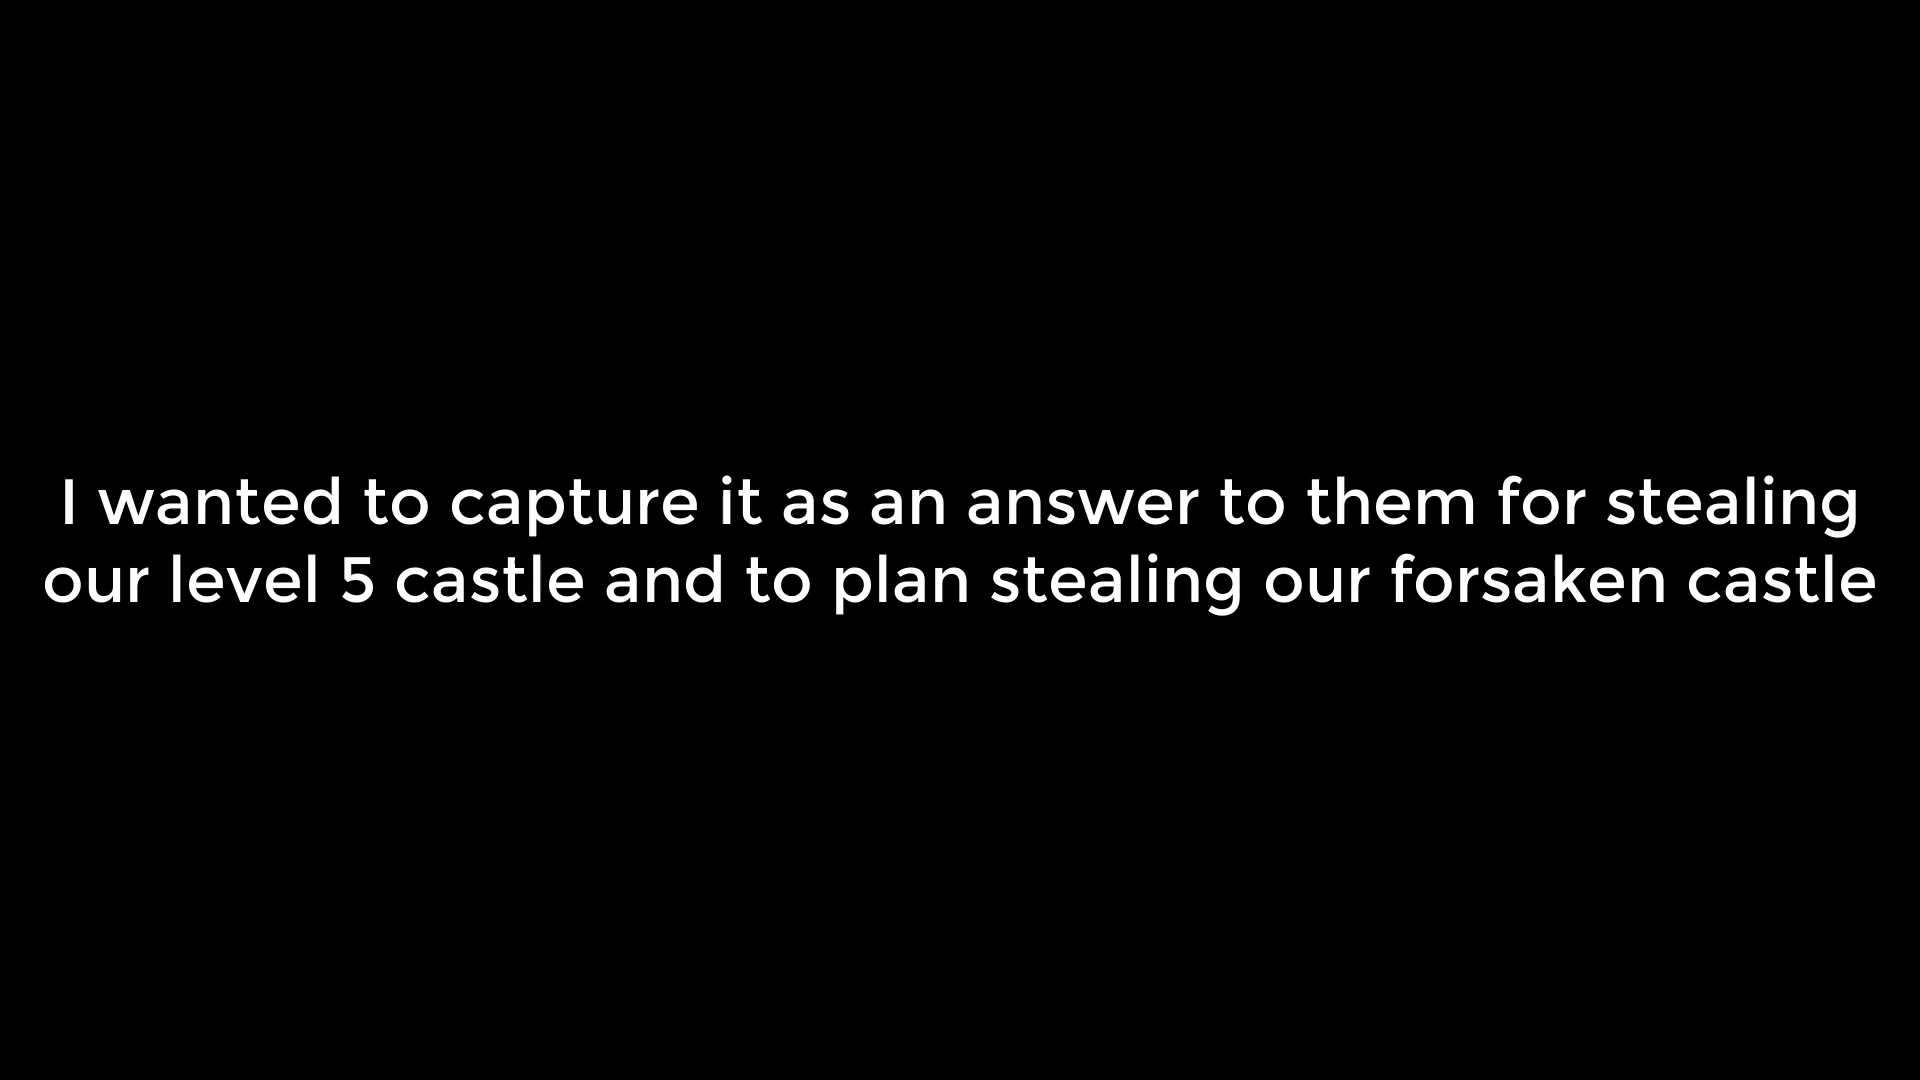 I wanted to capture it as an answer to them for stealing
our level 5 castle and to plan stealing our forsaken castle